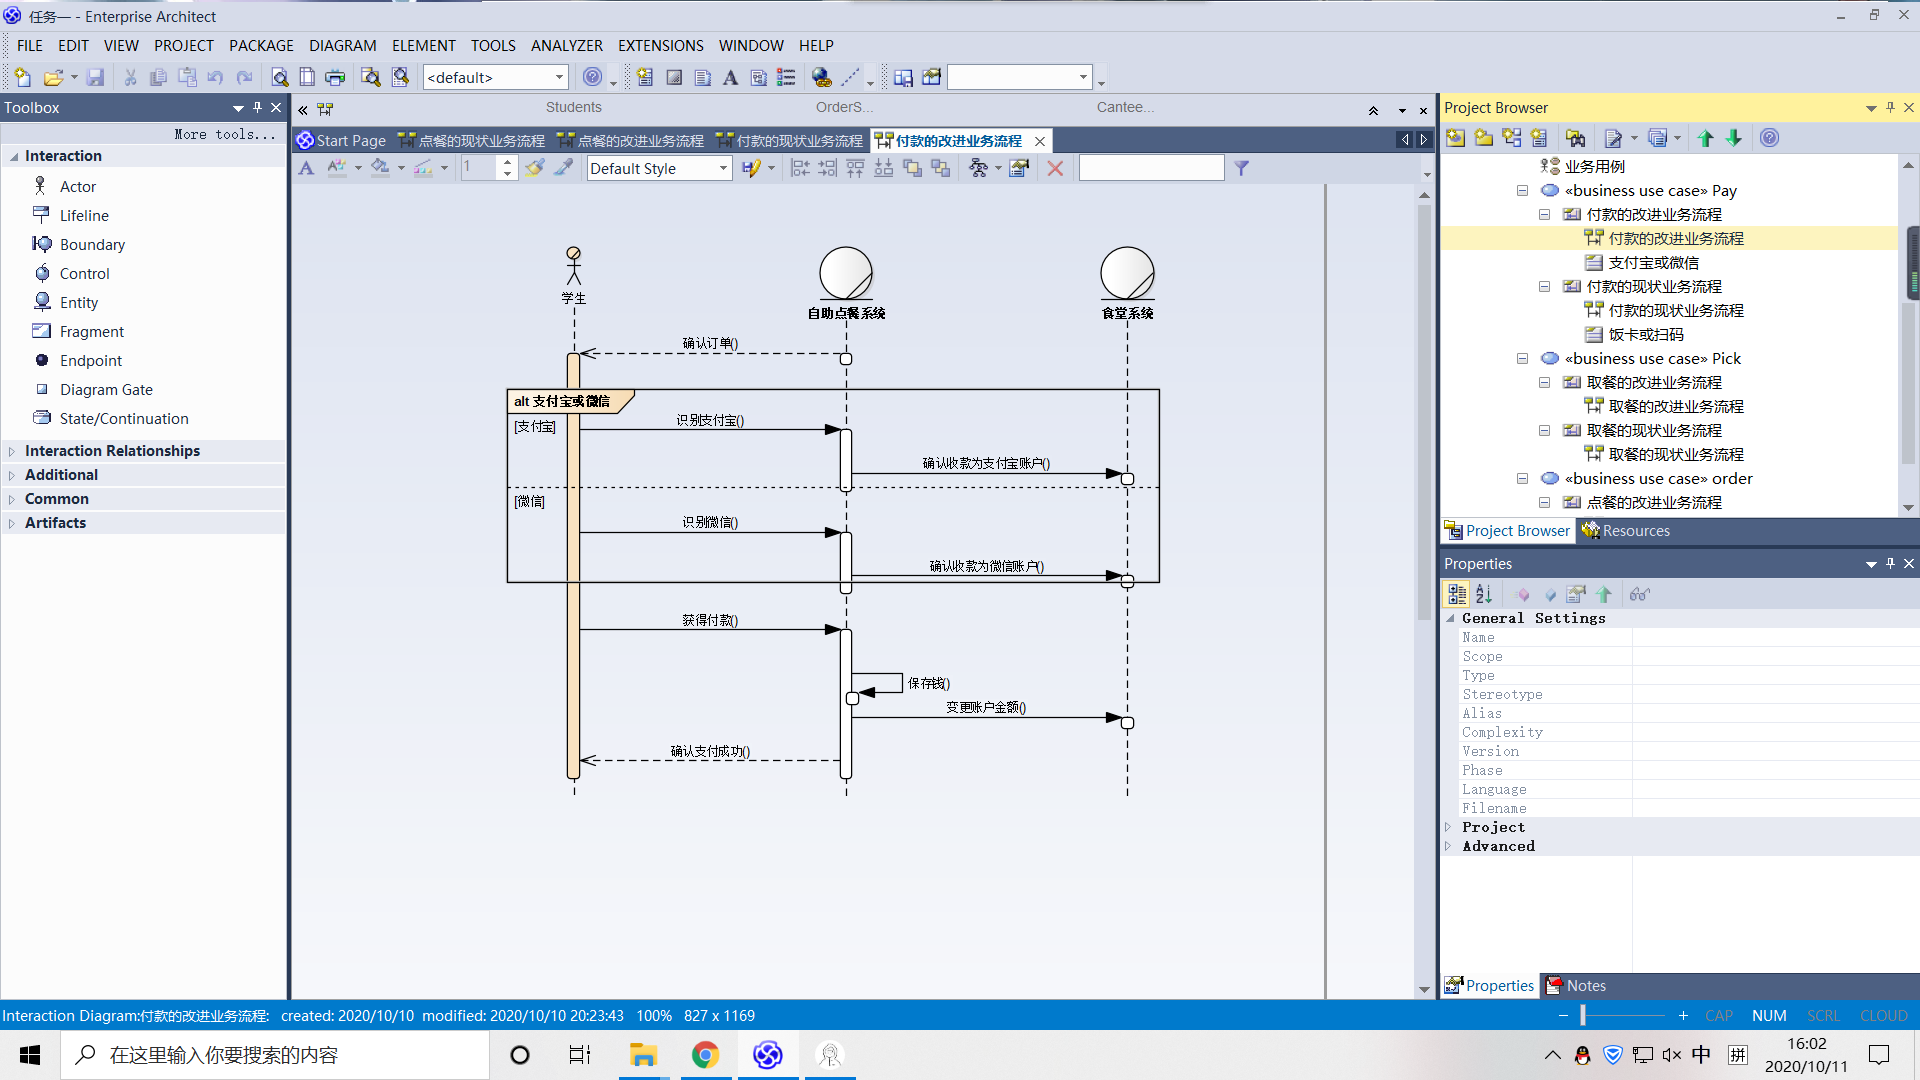 任务一 - Enterprise Architect
FILE EDIT VIEW PROJECT PACKAGE DIAGRAM ELEMENT TOOLS ANALYZER EXTENSIONS WINDOW HELP
<default>
Toolbox
More tools...
Interaction
Actor
Lifeline
Boundary
Control
Entity
Fragment
Endpoint
Diagram Gate
State/Continuation
Interaction Relationships
Additional
Common
Artifacts
Students OrderS... Cantee...
Start Page 点餐的现状业务流程 点餐的改进业务流程 付款的现状业务流程 付款的改进业务流程
1 Default Style
学生
自助点餐系统
食堂系统
确认订单()
alt 支付宝或微信
[支付宝]
识别支付宝()
确认收款为支付宝账户()
[微信]
识别微信()
确认收款为微信账户()
获得付款()
保存钱()
变更账户金额()
确认支付成功()
Project Browser
业务用例
«business use case» Pay
付款的改进业务流程
付款的改进业务流程
支付宝或微信
付款的现状业务流程
付款的现状业务流程
饭卡或扫码
«business use case» Pick
取餐的改进业务流程
取餐的改进业务流程
取餐的现状业务流程
取餐的现状业务流程
«business use case» order
点餐的改进业务流程
Project Browser Resources
Properties
General Settings
Name
Scope
Type
Stereotype
Alias
Complexity
Version
Phase
Language
Filename
Project
Advanced
Properties Notes
Interaction Diagram:付款的改进业务流程: created: 2020/10/10 modified: 2020/10/10 20:23:43 100% 827 x 1169
CAP NUM SCRL CLOUD
在这里输入你要搜索的内容
中 拼
16:02
2020/10/11